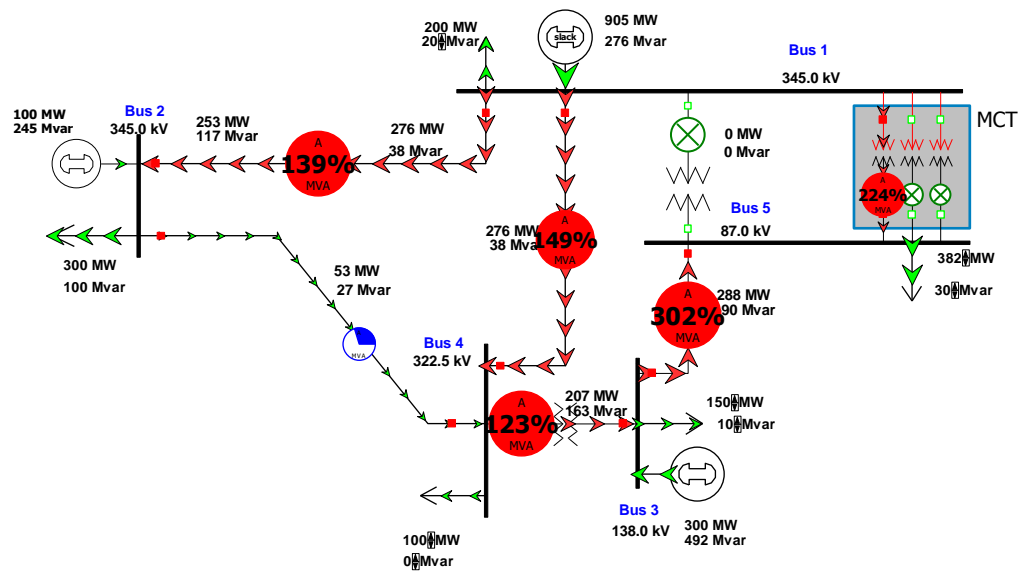 200 MW
20 Mvar
slack
905 MW
276 Mvar
Bus 1
345.0 kV
MCT
100 MW
245 Mvar
Bus 2
345.0 kV
253 MW
117 Mvar
A
139%
MVA
276 MW
38 Mvar
0 MW
0 Mvar
A
224%
MVA
Bus 5
87.0 kV
276 MW
38 Mvar
A
149%
MVA
382 MW
30 Mvar
300 MW
100 Mvar
53 MW
27 Mvar
MVA
A
302%
MVA
288 MW
90 Mvar
Bus 4
322.5 kV
A
123%
MVA
207 MW
163 Mvar
150 MW
10 Mvar
Bus 3
138.0 kV
300 MW
492 Mvar
100 MW
0 Mvar